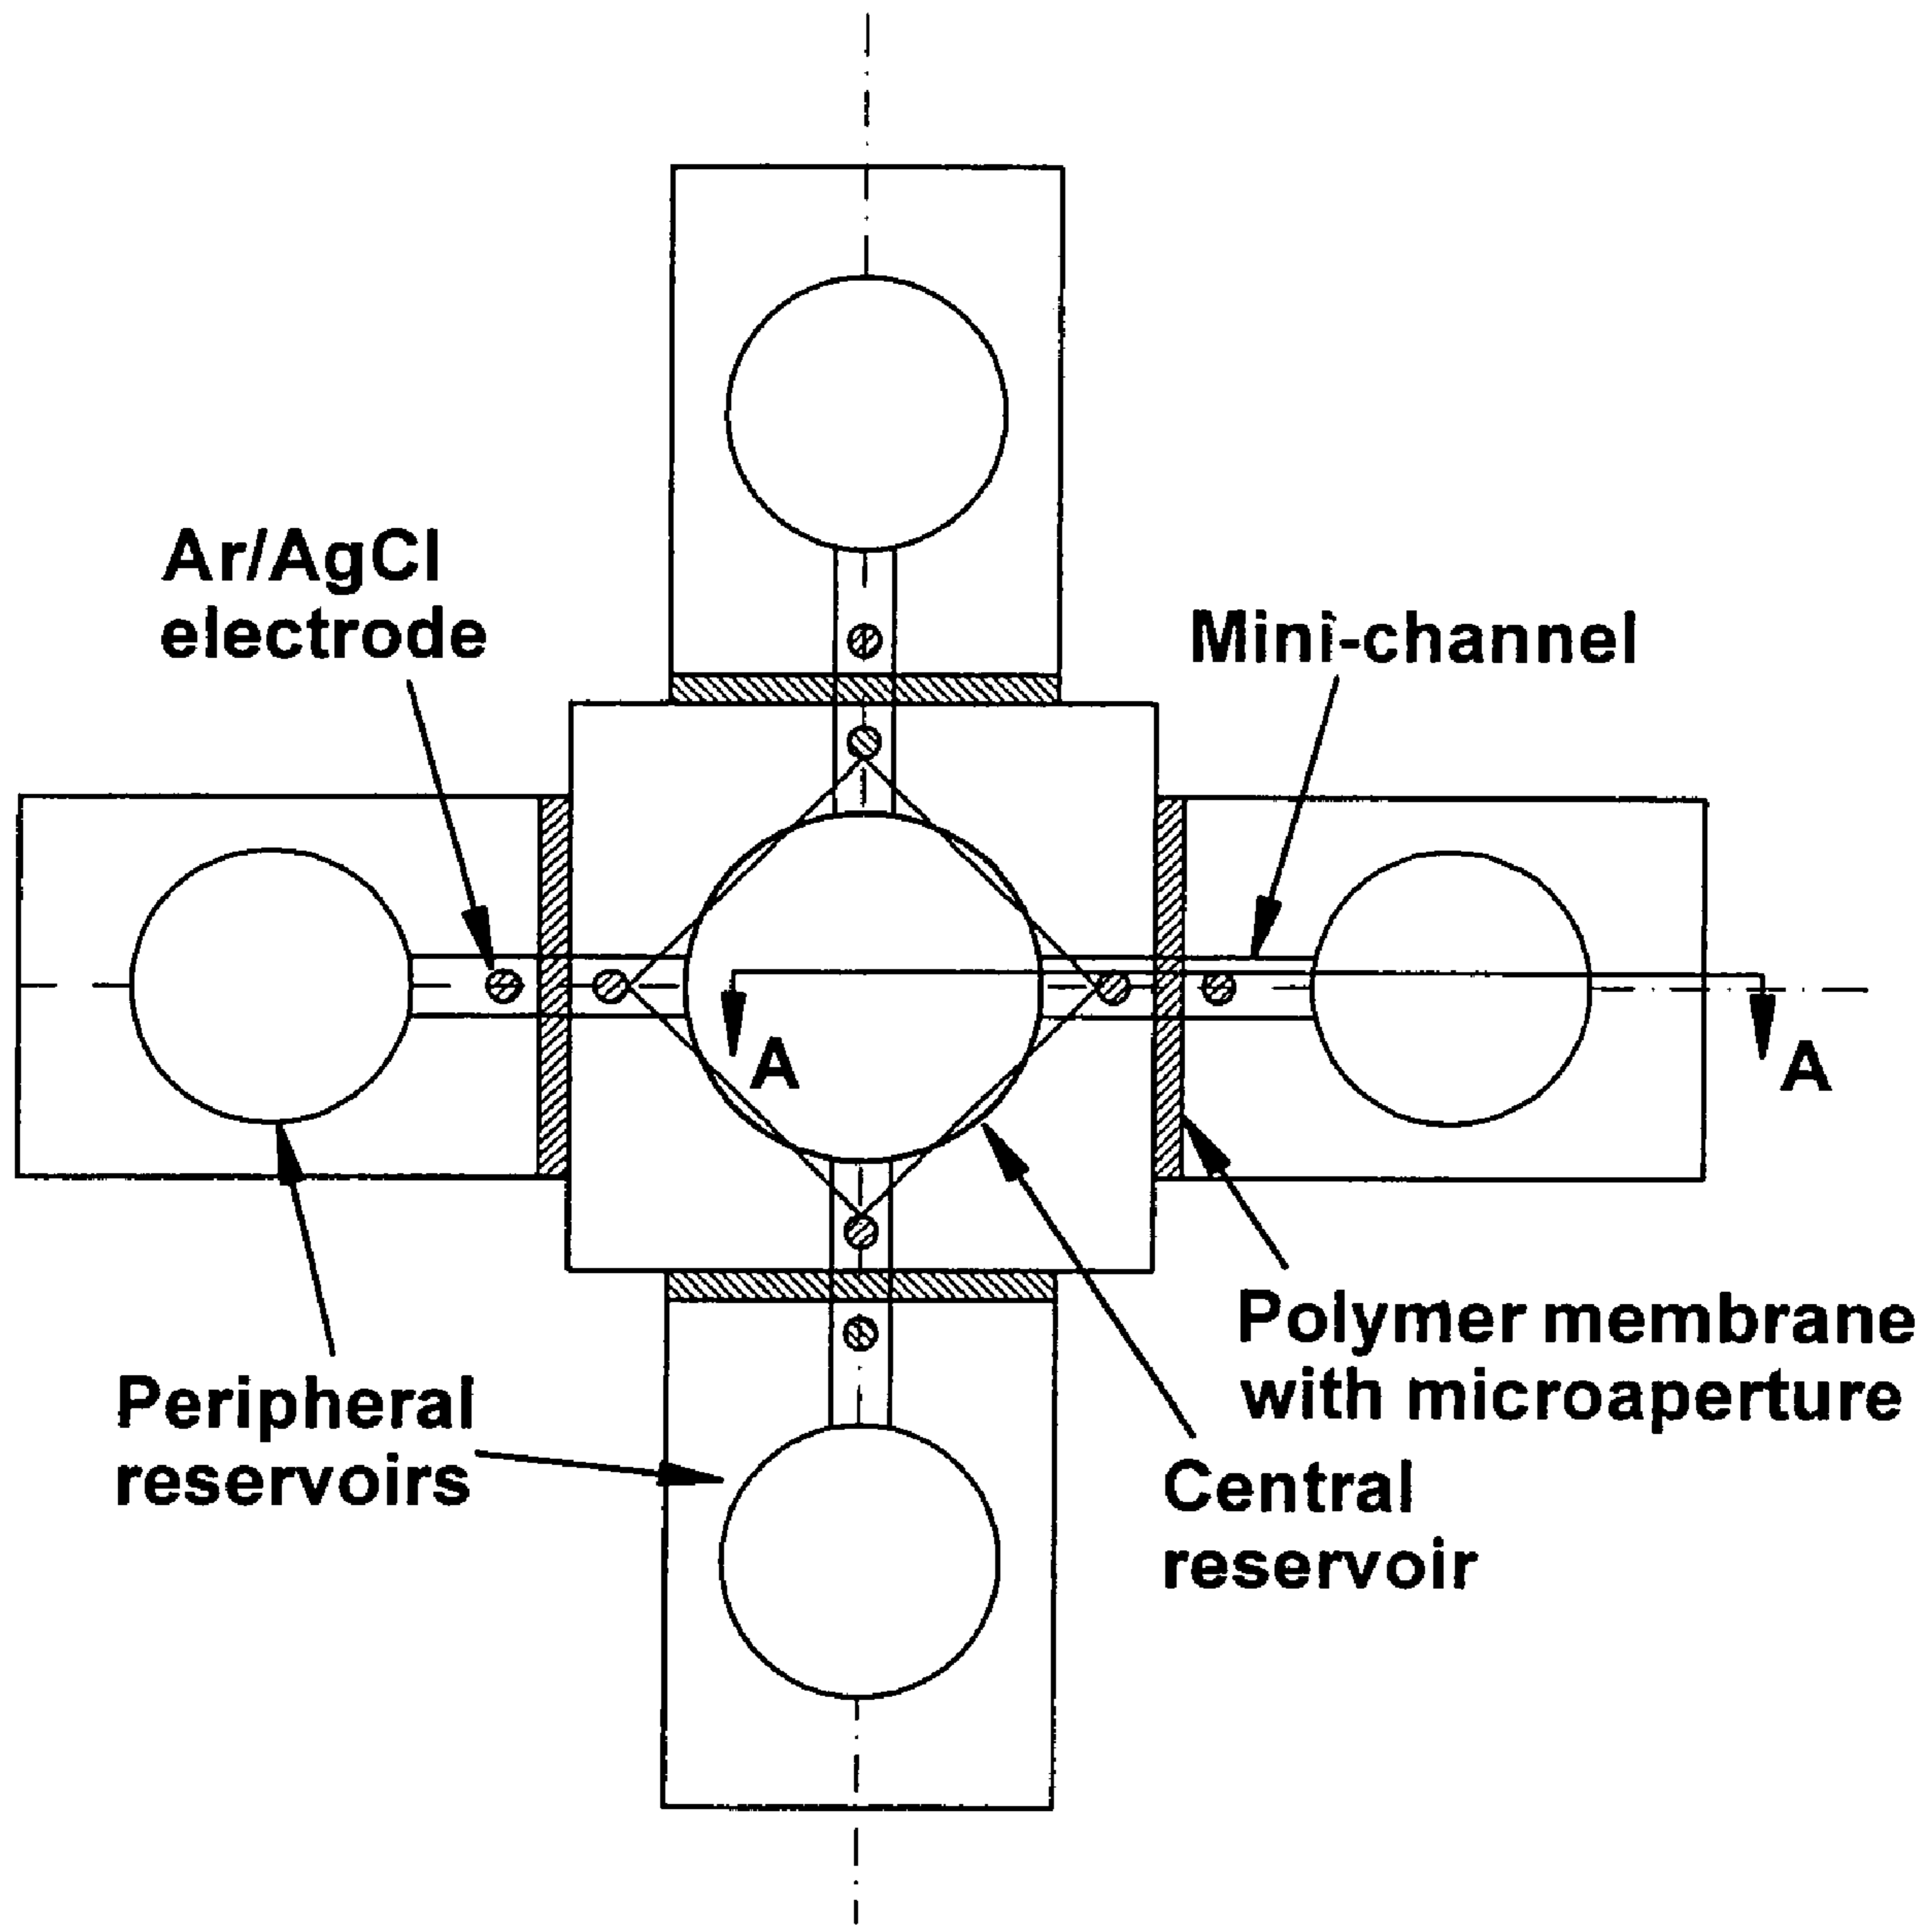 Ar/AgCl
electrode
Mini-channel
A
A
Polymer membrane
with microaperture
Peripheral
reservoirs
Central
reservoir